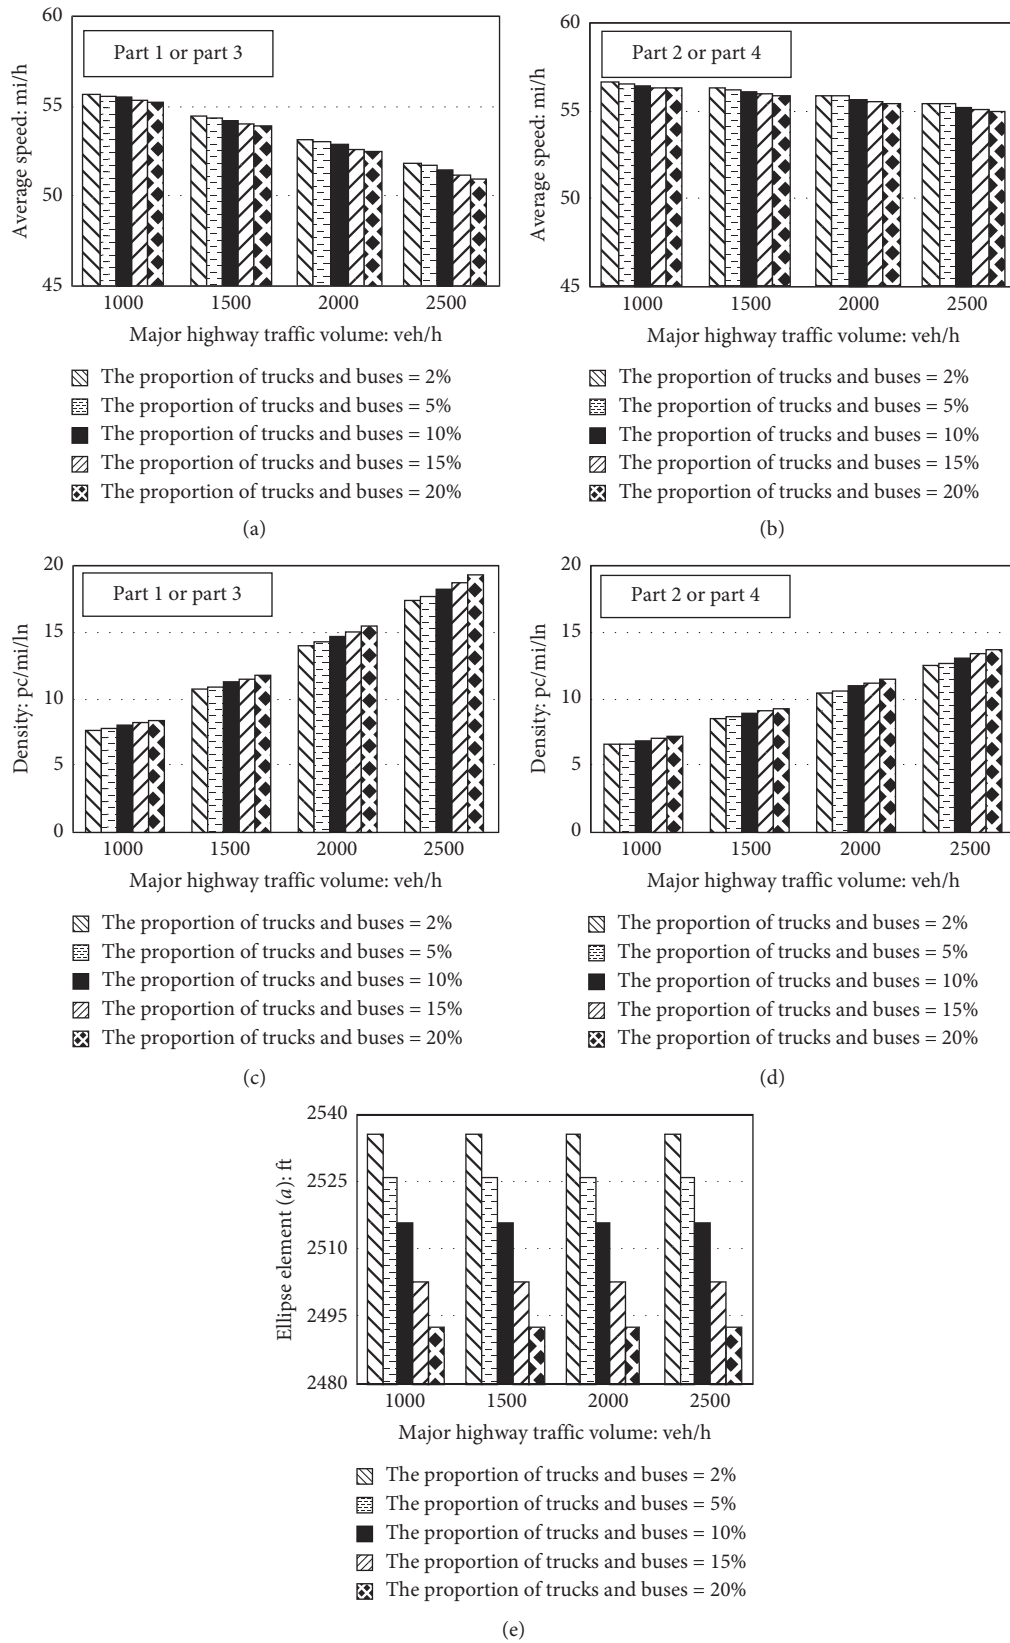 60
55
50
45
Average speed: mi/h
Part 1 or part 3
1000 1500 2000 2500
Major highway traffic volume: veh/h
The proportion of trucks and buses = 2%
The proportion of trucks and buses = 5%
The proportion of trucks and buses = 10%
The proportion of trucks and buses = 15%
The proportion of trucks and buses = 20%
(a)
60
55
50
45
Average speed: mi/h
Part 2 or part 4
1000 1500 2000 2500
Major highway traffic volume: veh/h
The proportion of trucks and buses = 2%
The proportion of trucks and buses = 5%
The proportion of trucks and buses = 10%
The proportion of trucks and buses = 15%
The proportion of trucks and buses = 20%
(b)
20
15
10
5
0
Density: pc/mi/ln
Part 1 or part 3
1000 1500 2000 2500
Major highway traffic volume: veh/h
The proportion of trucks and buses = 2%
The proportion of trucks and buses = 5%
The proportion of trucks and buses = 10%
The proportion of trucks and buses = 15%
The proportion of trucks and buses = 20%
(c)
20
15
10
5
0
Density: pc/mi/ln
Part 2 or part 4
1000 1500 2000 2500
Major highway traffic volume: veh/h
The proportion of trucks and buses = 2%
The proportion of trucks and buses = 5%
The proportion of trucks and buses = 10%
The proportion of trucks and buses = 15%
The proportion of trucks and buses = 20%
(d)
2540
2525
2510
2495
2480
Ellipse element (a): ft
1000 1500 2000 2500
Major highway traffic volume: veh/h
The proportion of trucks and buses = 2%
The proportion of trucks and buses = 5%
The proportion of trucks and buses = 10%
The proportion of trucks and buses = 15%
The proportion of trucks and buses = 20%
(e)